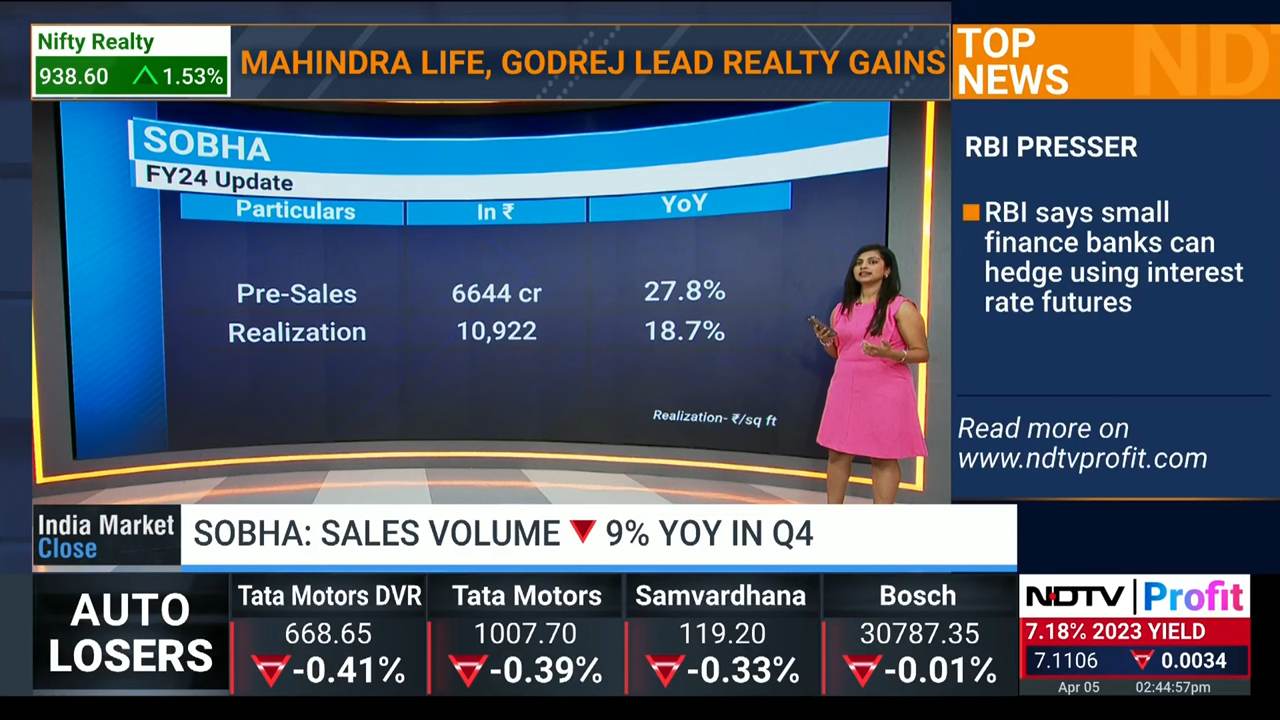 Nifty Realty
938.60 1.53%
MAHINDRA LIFE, GODREJ LEAD REALTY GAINS
TOP
NEWS
ND
SOBHA
FY24 Update
Particulars In ₹ YoY
Pre-Sales 6644 cr 27.8%
Realization 10,922 18.7%
Realization- ₹/sq ft
RBI PRESSER
RBI says small
finance banks can
hedge using interest
rate futures
Read more on
www.ndtvprofit.com
India Market
Close
SOBHA: SALES VOLUME 9% YOY IN Q4
AUTO
LOSERS
Tata Motors DVR
668.65
-0.41%
Tata Motors
1007.70
-0.39%
Samvardhana
119.20
-0.33%
Bosch
30787.35
-0.01%
NDTV Profit
7.18% 2023 YIELD
7.1106 0.0034
Apr 05 02:44:57pm